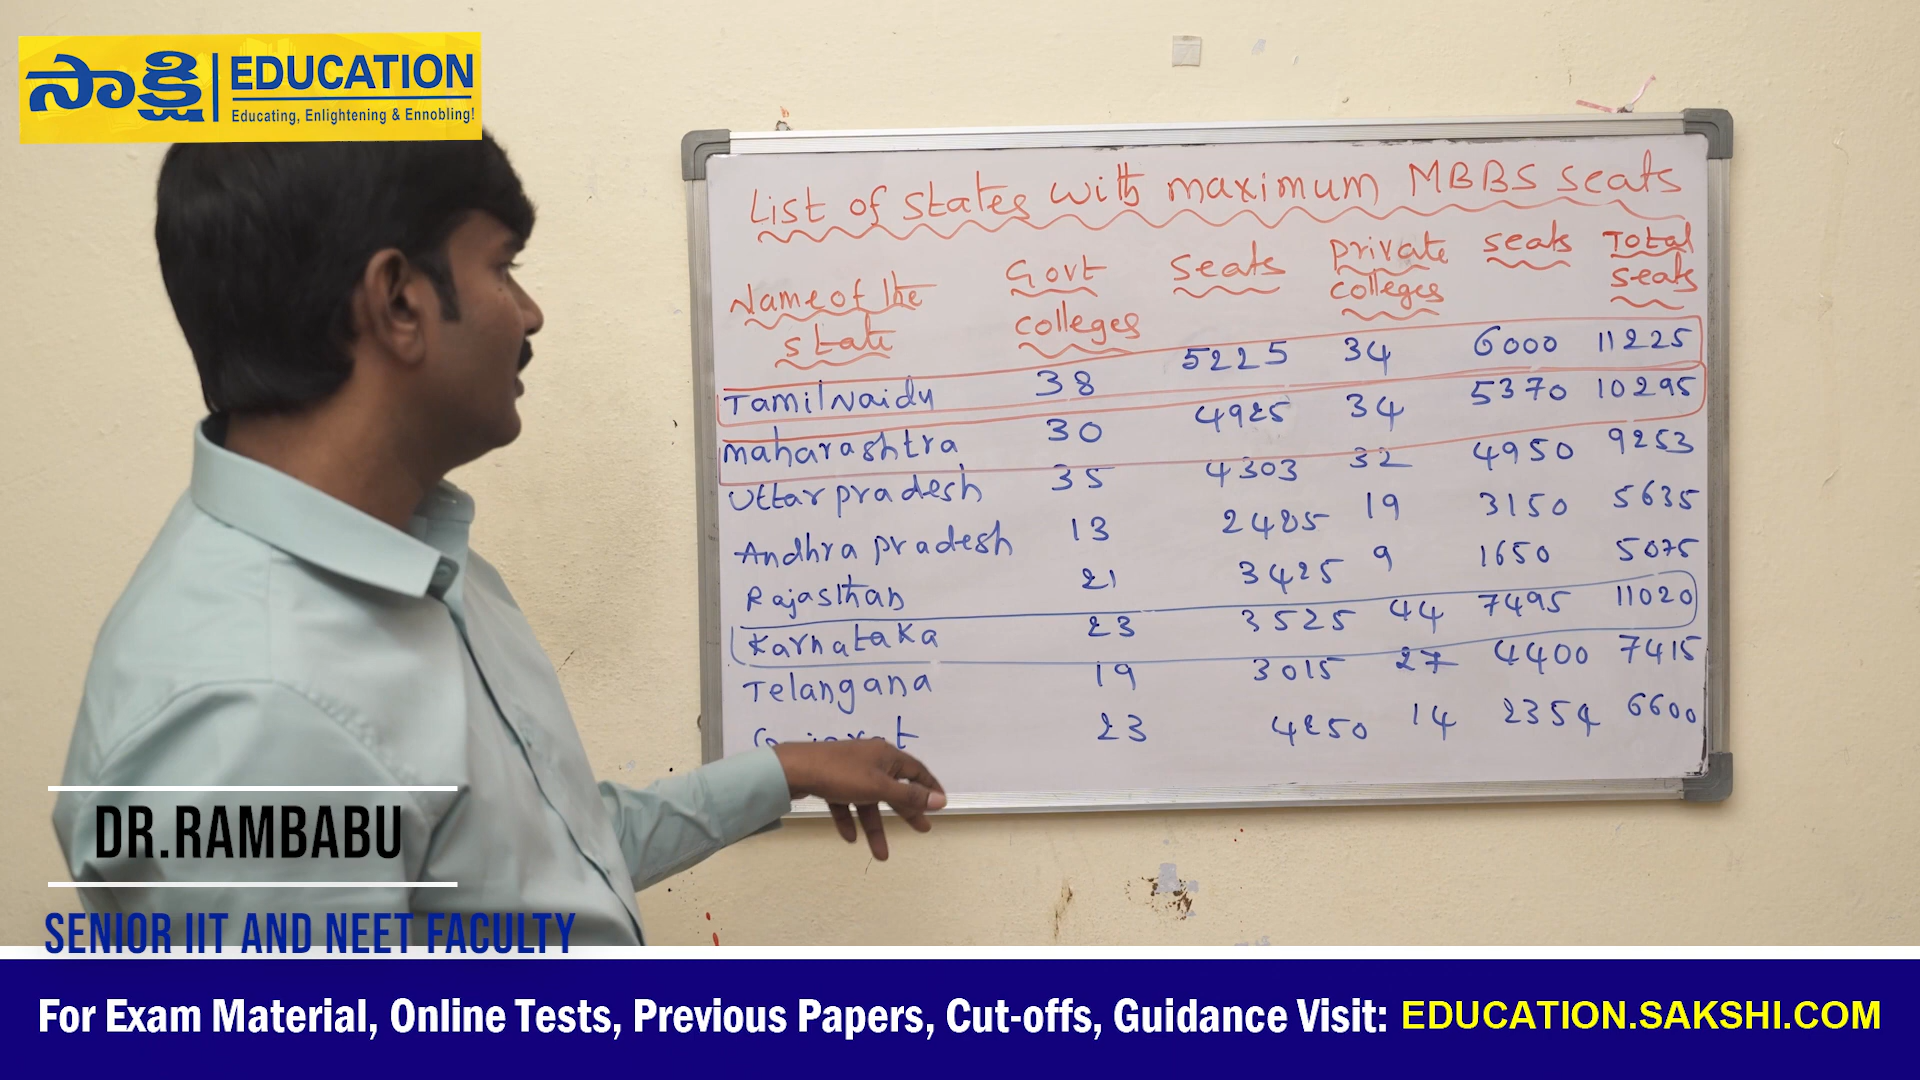 సాక్షి EDUCATION
Educating, Enlightening & Ennobling!
List of states with maximum MBBS seats
Name of the state Govt colleges seats private colleges seats Total seats
TamilNaidu 38 5225 34 6000 11225
maharashtra 30 4925 34 5370 10295
Uttar pradesh 35 4303 32 4950 9253
Andhra pradesh 13 2485 19 3150 5635
Rajasthan 21 3425 9 1650 5075
Karnataka 23 3525 44 7495 11020
Telangana 19 3015 27 4400 7415
23 4250 14 2354 6600
DR.RAMBABU
SENIOR IIT AND NEET FACULTY
For Exam Material, Online Tests, Previous Papers, Cut-offs, Guidance Visit: EDUCATION.SAKSHI.COM